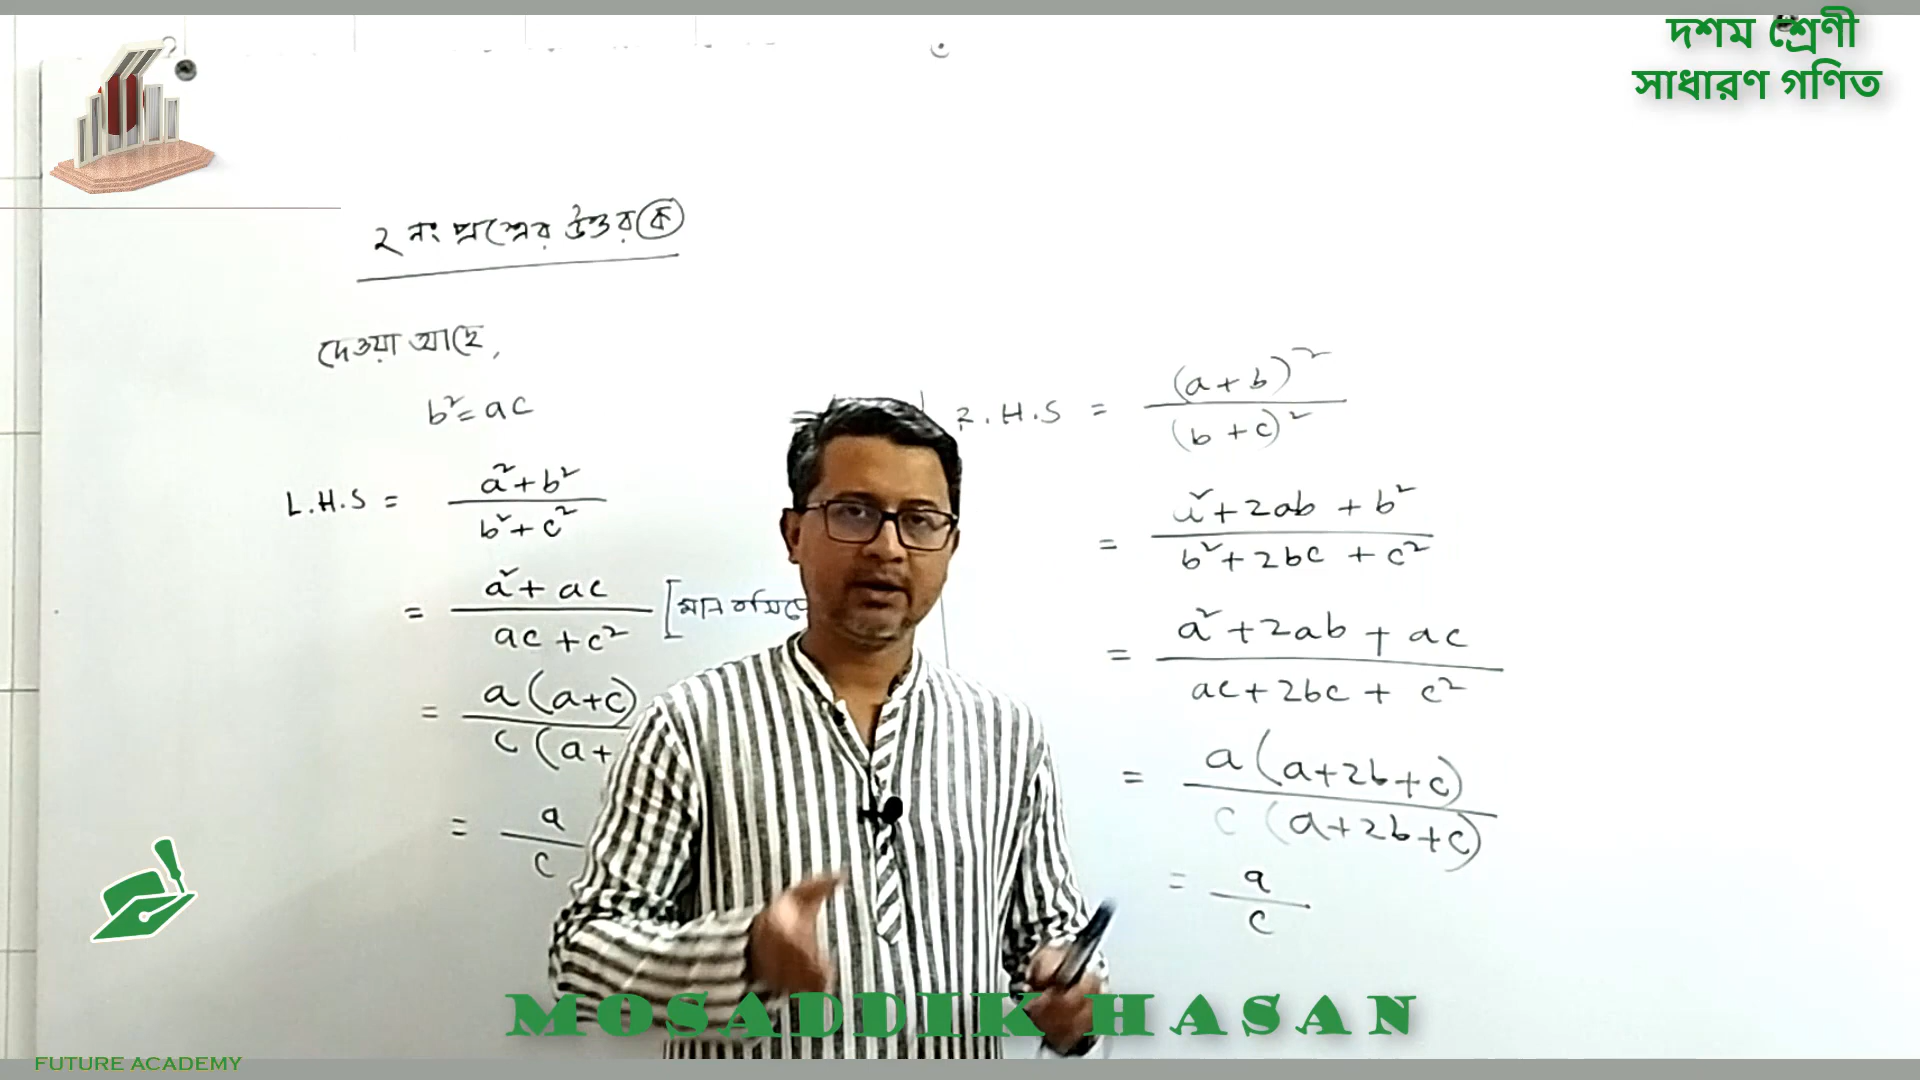 দশম শ্রেণী
সাধারণ গণিত
২ নং প্রশ্নের উত্তর (ক)
দেওয়া আছে,
b² = ac
L.H.S = (a² + b²) / (b² + c²)
= (a² + ac) / (ac + c²) [মান
= a(a+c) / c(a+
= a / c
R.H.S = (a+b)² / (b+c)²
= (a² + 2ab + b²) / (b² + 2bc + c²)
= (a² + 2ab + ac) / (ac + 2bc + c²)
= a(a+2b+c) / c(a+2b+c)
= a / c
MOSADDIK HASAN
FUTURE ACADEMY